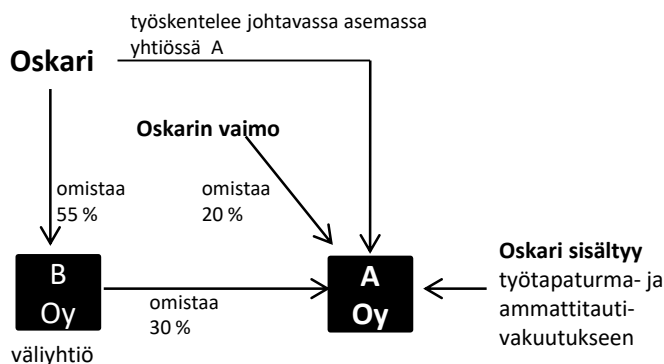 työskentelee johtavassa asemassa
yhtiössä A
Oskari
Oskarin vaimo
omistaa
55 %
omistaa
20 %
B
Oy
väliyhtiö
omistaa
30 %
A
Oy
Oskari sisältyy
työtapaturma- ja
ammattitauti-
vakuutukseen